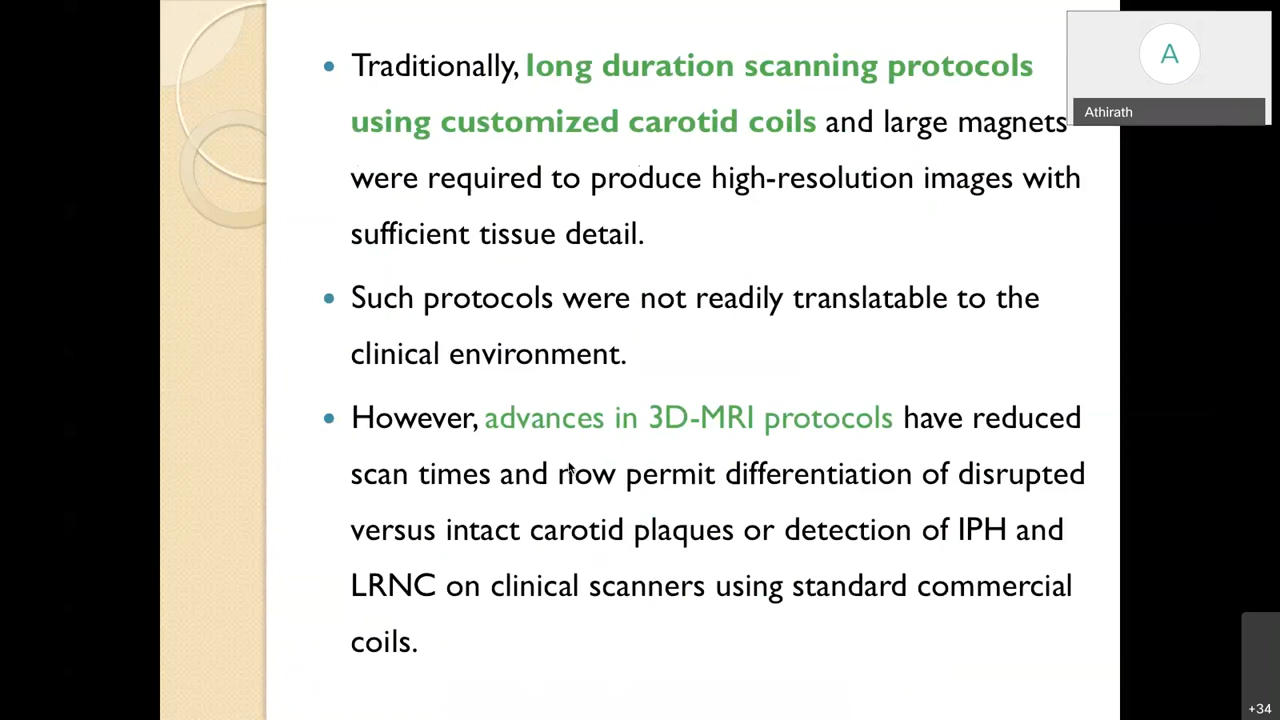 Traditionally, long duration scanning protocols
using customized carotid coils and large magnets
were required to produce high-resolution images with
sufficient tissue detail.
Such protocols were not readily translatable to the
clinical environment.
However, advances in 3D-MRI protocols have reduced
scan times and now permit differentiation of disrupted
versus intact carotid plaques or detection of IPH and
LRNC on clinical scanners using standard commercial
coils.
A
Athirath
+34